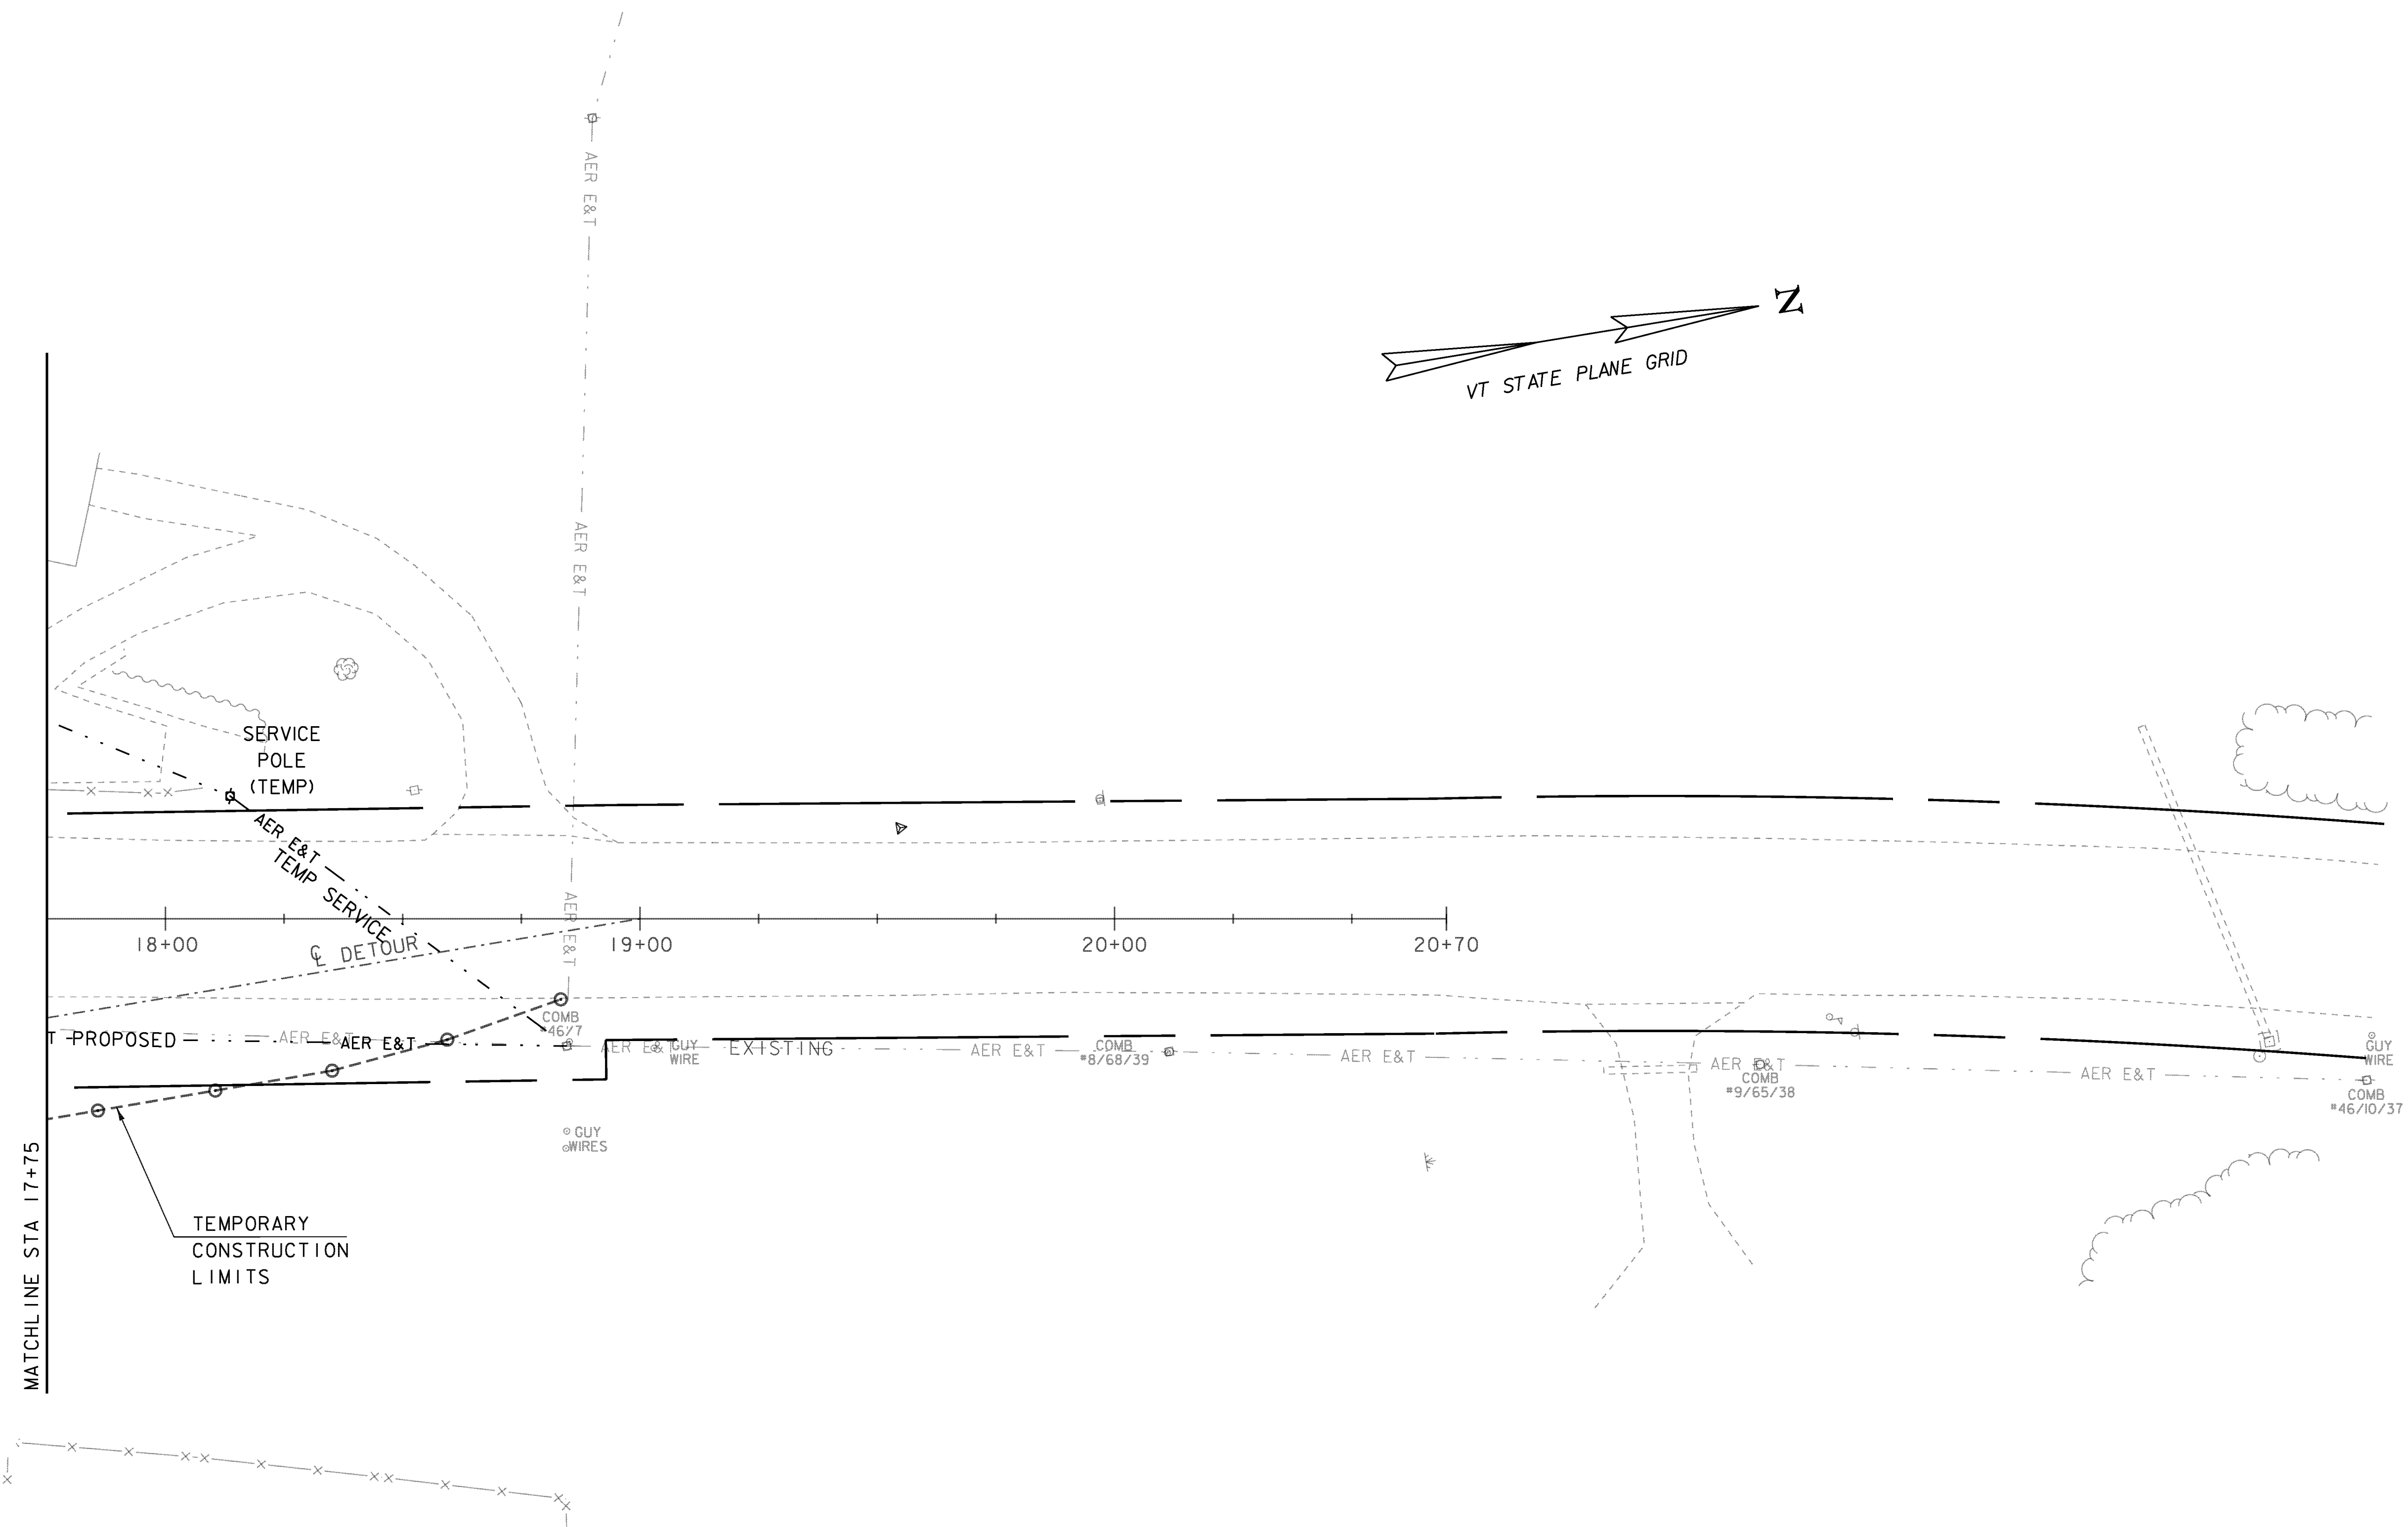 AER E&T
N
VT STATE PLANE GRID
AER E&T
SERVICE
POLE
(TEMP)
AER E&T
TEMP SERVICE
AER E&T
18+00
℄ DETOUR
19+00
20+00
20+70
COMB
#46/7
T PROPOSED
AER E&T
AER E&T
AER E&T
GUY
WIRE
EXISTING
AER E&T
COMB
#8/68/39
AER E&T
AER E&T
COMB
#9/65/38
AER E&T
GUY
WIRE
COMB
#46/10/37
GUY
WIRES
MATCHLINE STA 17+75
TEMPORARY
CONSTRUCTION
LIMITS